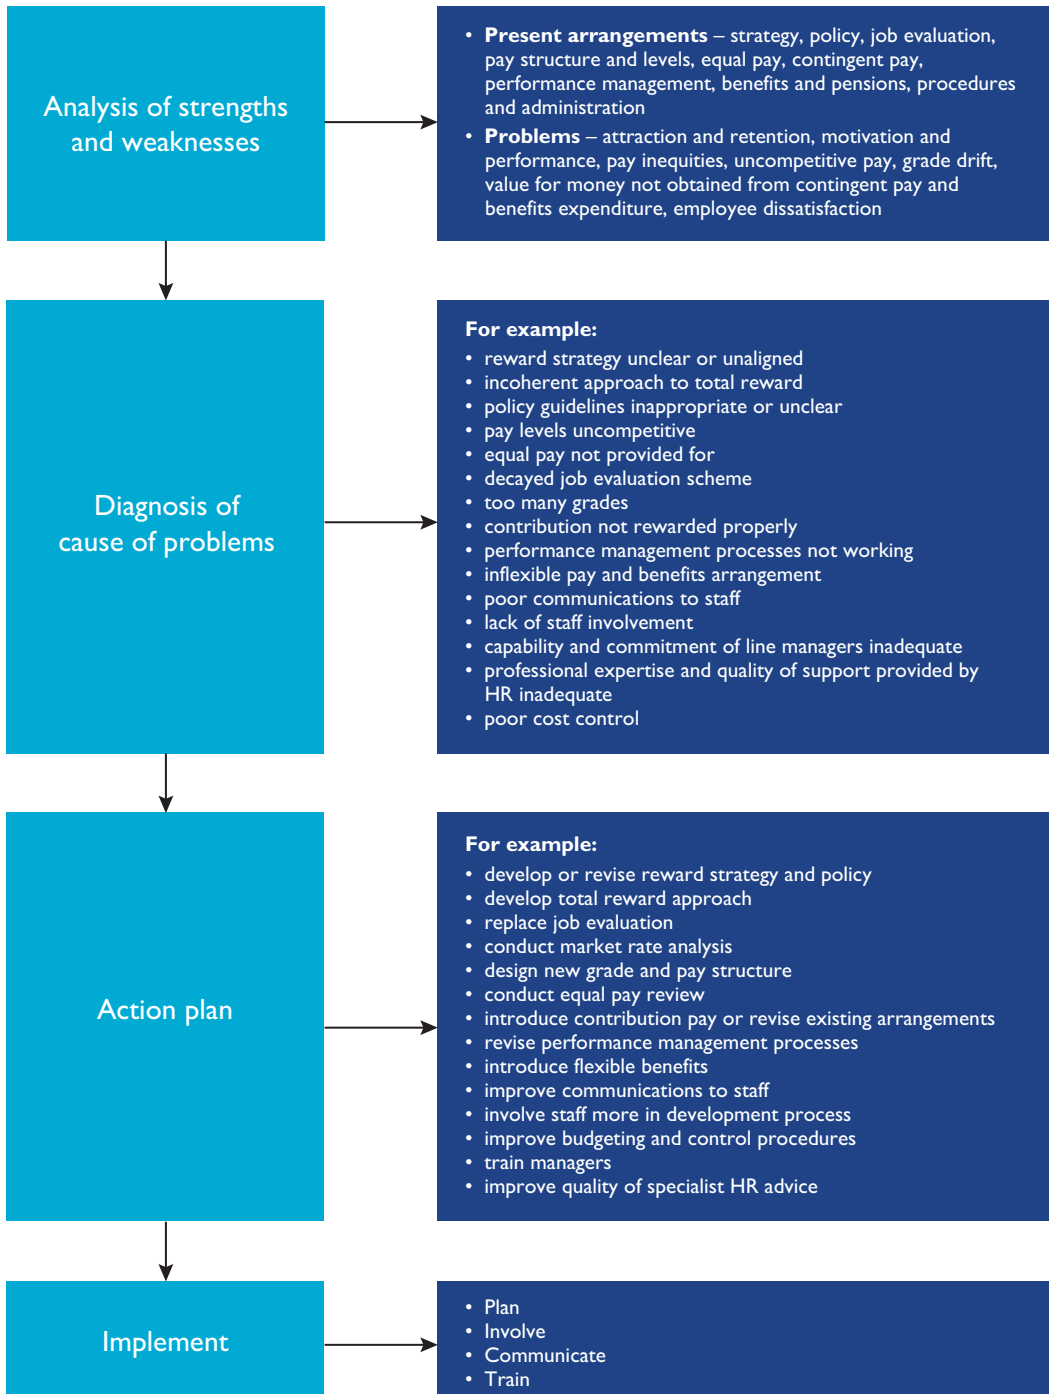 Analysis of strengths
and weaknesses
• Present arrangements – strategy, policy, job evaluation,
pay structure and levels, equal pay, contingent pay,
performance management, benefits and pensions, procedures
and administration
• Problems – attraction and retention, motivation and
performance, pay inequities, uncompetitive pay, grade drift,
value for money not obtained from contingent pay and
benefits expenditure, employee dissatisfaction
Diagnosis of
cause of problems
For example:
• reward strategy unclear or unaligned
• incoherent approach to total reward
• policy guidelines inappropriate or unclear
• pay levels uncompetitive
• equal pay not provided for
• decayed job evaluation scheme
• too many grades
• contribution not rewarded properly
• performance management processes not working
• inflexible pay and benefits arrangement
• poor communications to staff
• lack of staff involvement
• capability and commitment of line managers inadequate
• professional expertise and quality of support provided by
HR inadequate
• poor cost control
Action plan
For example:
• develop or revise reward strategy and policy
• develop total reward approach
• replace job evaluation
• conduct market rate analysis
• design new grade and pay structure
• conduct equal pay review
• introduce contribution pay or revise existing arrangements
• revise performance management processes
• introduce flexible benefits
• improve communications to staff
• involve staff more in development process
• improve budgeting and control procedures
• train managers
• improve quality of specialist HR advice
Implement
• Plan
• Involve
• Communicate
• Train